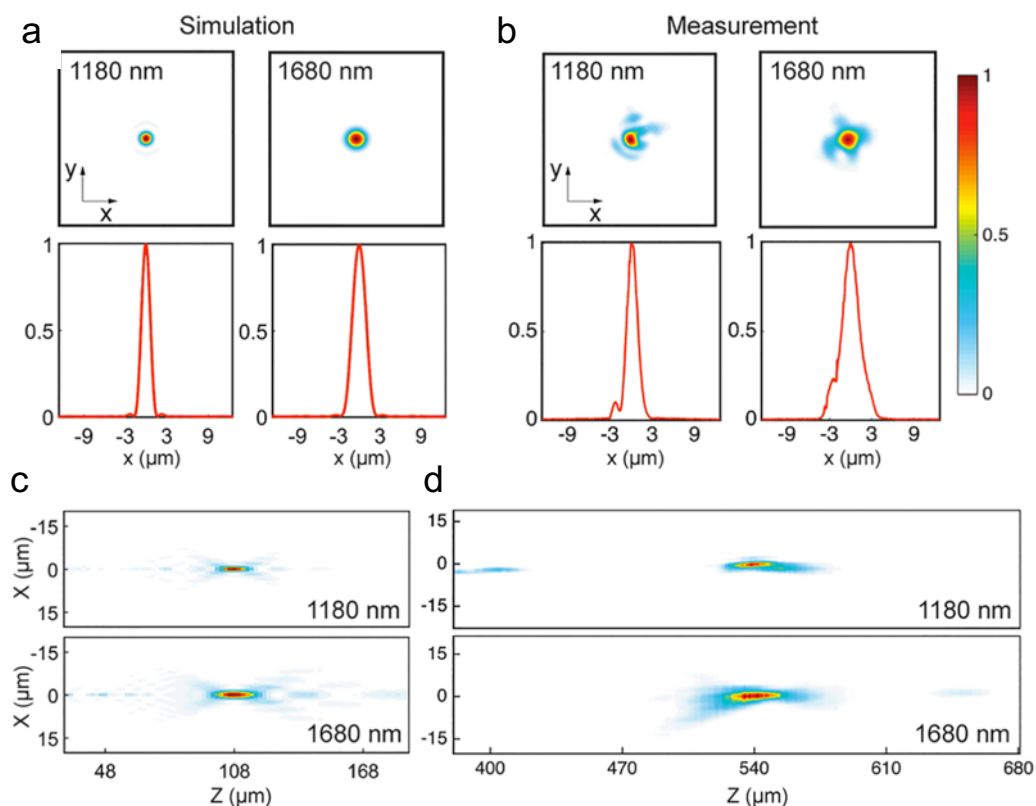 a
Simulation
b
Measurement
1180 nm
1680 nm
1180 nm
1680 nm
y
x
y
x
1
0.5
0
1
0.5
0
-9 -3 3 9
x (µm)
1
0.5
0
-9 -3 3 9
x (µm)
1
0.5
0
-9 -3 3 9
x (µm)
1
0.5
0
-9 -3 3 9
x (µm)
c
d
X (µm)
-15
0
15
1180 nm
X (µm)
-15
0
15
1680 nm
48 108 168
Z (µm)
15
0
-15
1180 nm
15
0
-15
1680 nm
400 470 540 610 680
Z (µm)